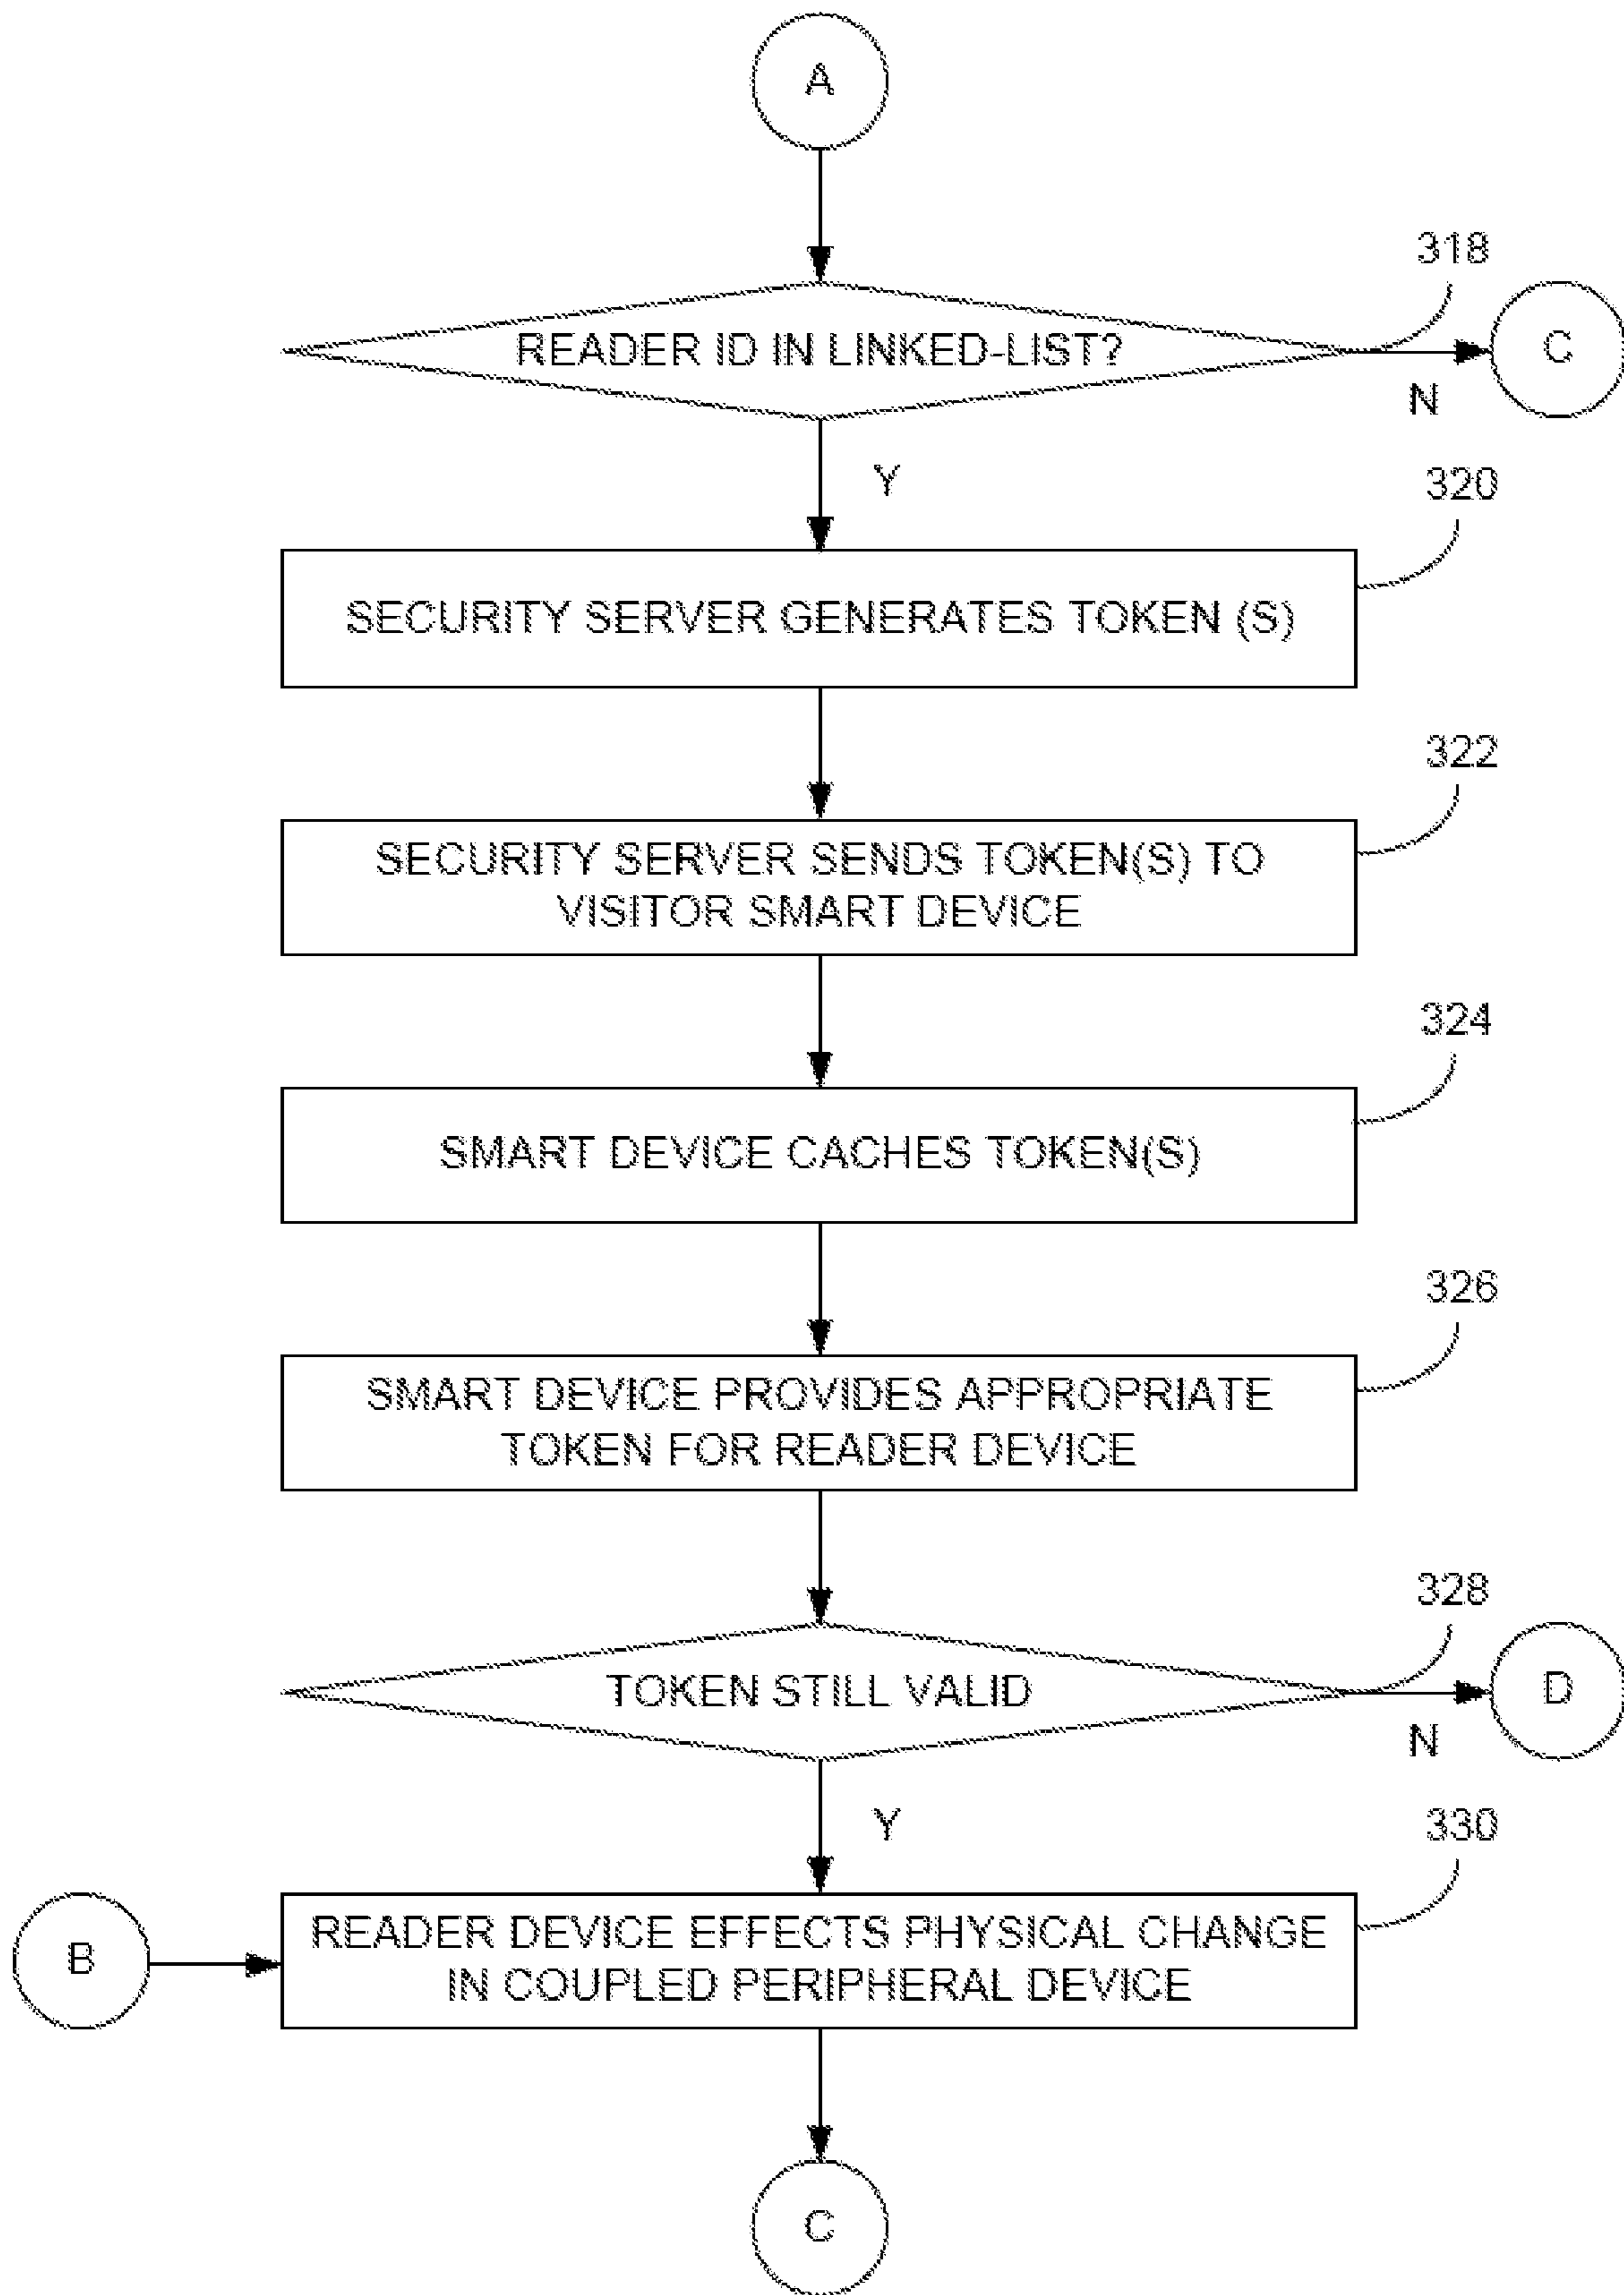 A
318
READER ID IN LINKED-LIST?
C
N
Y
320
SECURITY SERVER GENERATES TOKEN (S)
322
SECURITY SERVER SENDS TOKEN(S) TO
VISITOR SMART DEVICE
324
SMART DEVICE CACHES TOKEN(S)
326
SMART DEVICE PROVIDES APPROPRIATE
TOKEN FOR READER DEVICE
328
TOKEN STILL VALID
D
N
Y
330
B
READER DEVICE EFFECTS PHYSICAL CHANGE
IN COUPLED PERIPHERAL DEVICE
C